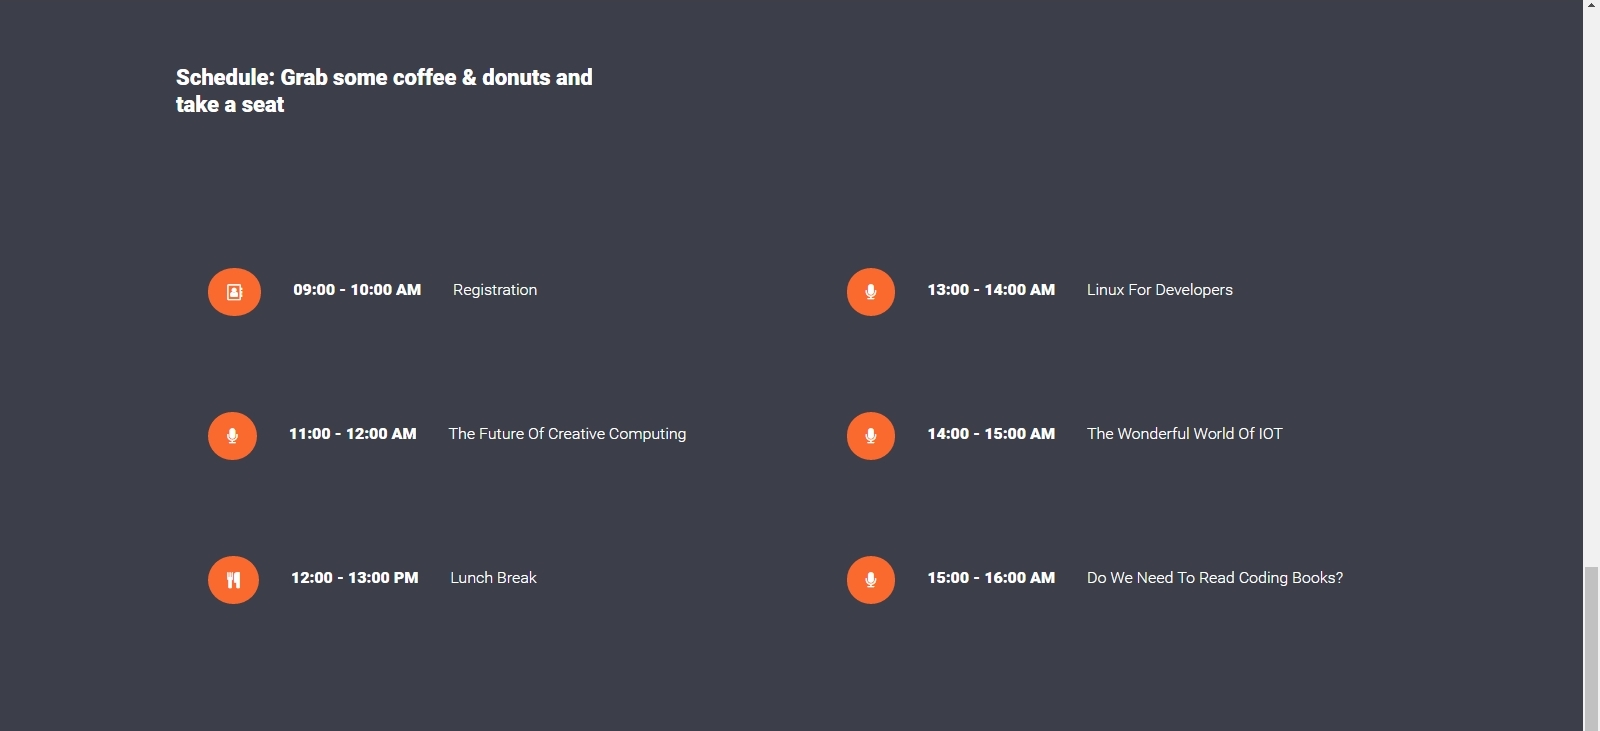 Schedule: Grab some coffee & donuts and
take a seat
09:00 - 10:00 AM Registration
11:00 - 12:00 AM The Future Of Creative Computing
12:00 - 13:00 PM Lunch Break
13:00 - 14:00 AM Linux For Developers
14:00 - 15:00 AM The Wonderful World Of IOT
15:00 - 16:00 AM Do We Need To Read Coding Books?